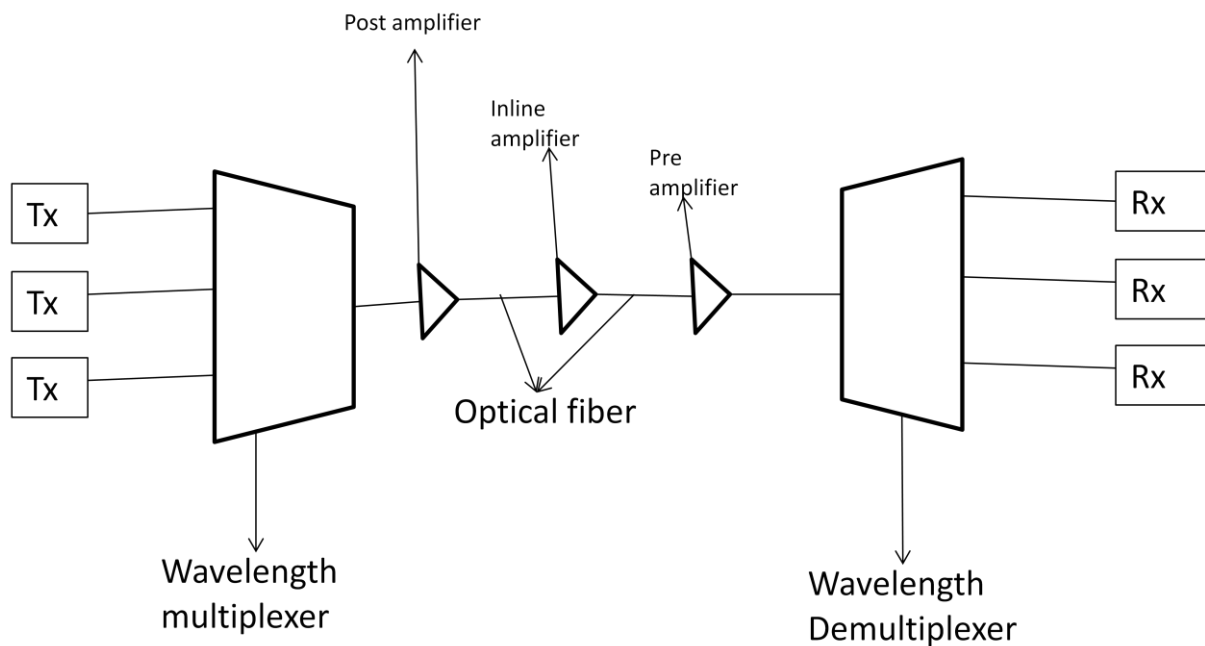 Post amplifier
Inline
amplifier
Pre
amplifier
Tx
Tx
Tx
Rx
Rx
Rx
Optical fiber
Wavelength
multiplexer
Wavelength
Demultiplexer